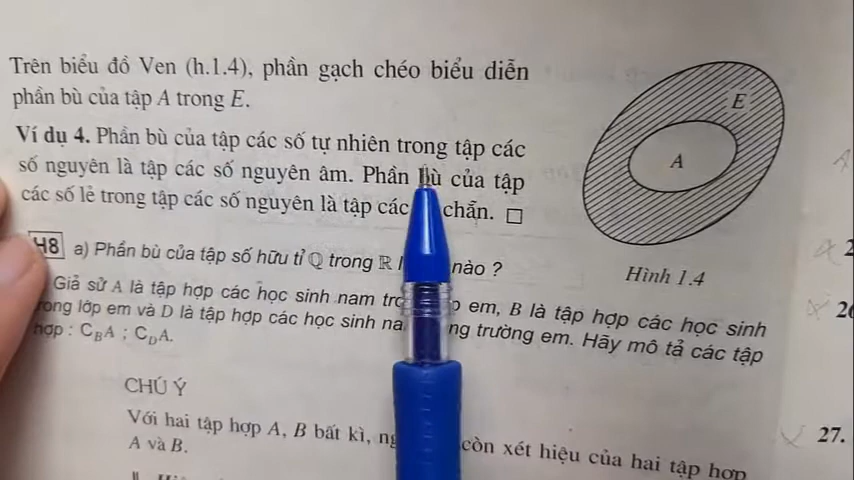 Trên biểu đồ Ven (h.1.4), phần gạch chéo biểu diễn
phần bù của tập A trong E.
Ví dụ 4. Phần bù của tập các số tự nhiên trong tập các
số nguyên là tập các số nguyên âm. Phần bù của tập
các số lẻ trong tập các số nguyên là tập các chẵn.
E
A
Hình 1.4
H8 a) Phần bù của tập số hữu tỉ ℚ trong ℝ nào ?
Giả sử A là tập hợp các học sinh nam em, B là tập hợp các học sinh
trong lớp em và D là tập hợp các học sinh trường em. Hãy mô tả các tập
hợp : C_BA ; C_DA.
CHÚ Ý
Với hai tập hợp A, B bất kì, còn xét hiệu của hai tập hợp
A và B.
27.